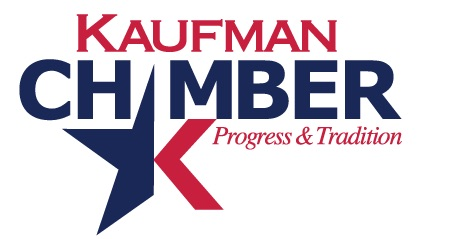 KAUFMAN
CHAMBER
K
Progress & Tradition